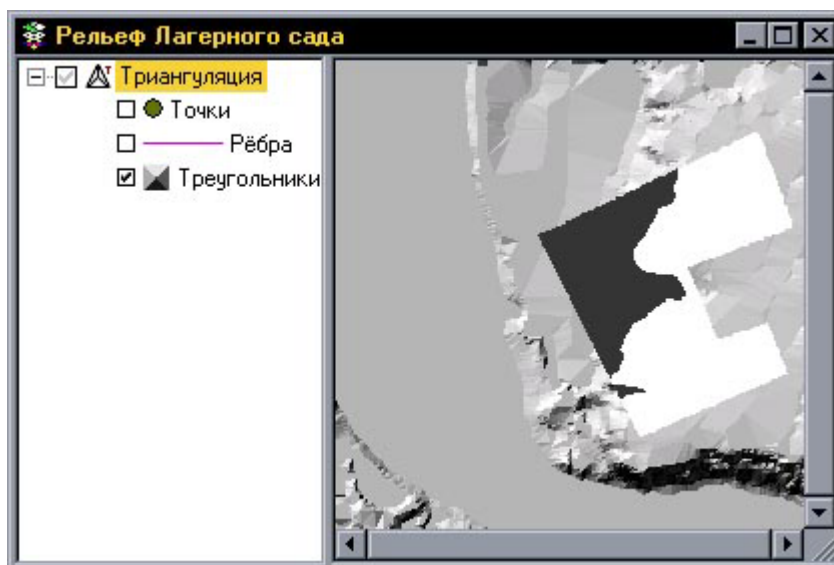 Рельеф Лагерного сада
Триангуляция
Точки
Рёбра
Треугольники